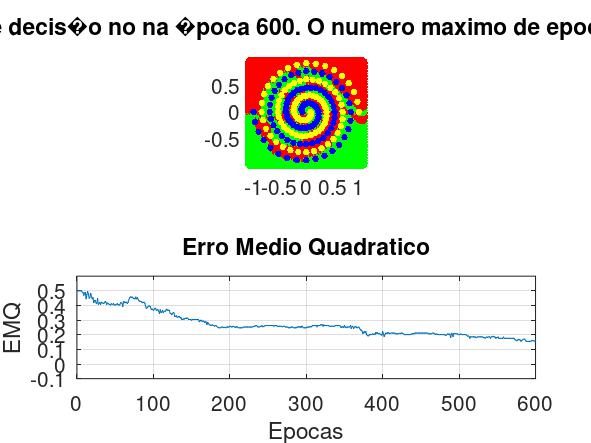 e decis�o no na �poca 600. O numero maximo de epoc
0.5
0
-0.5
-1 -0.5 0 0.5 1
Erro Medio Quadratico
EMQ
0.5
0.4
0.3
0.2
0.1
0
-0.1
0 100 200 300 400 500 600
Epocas